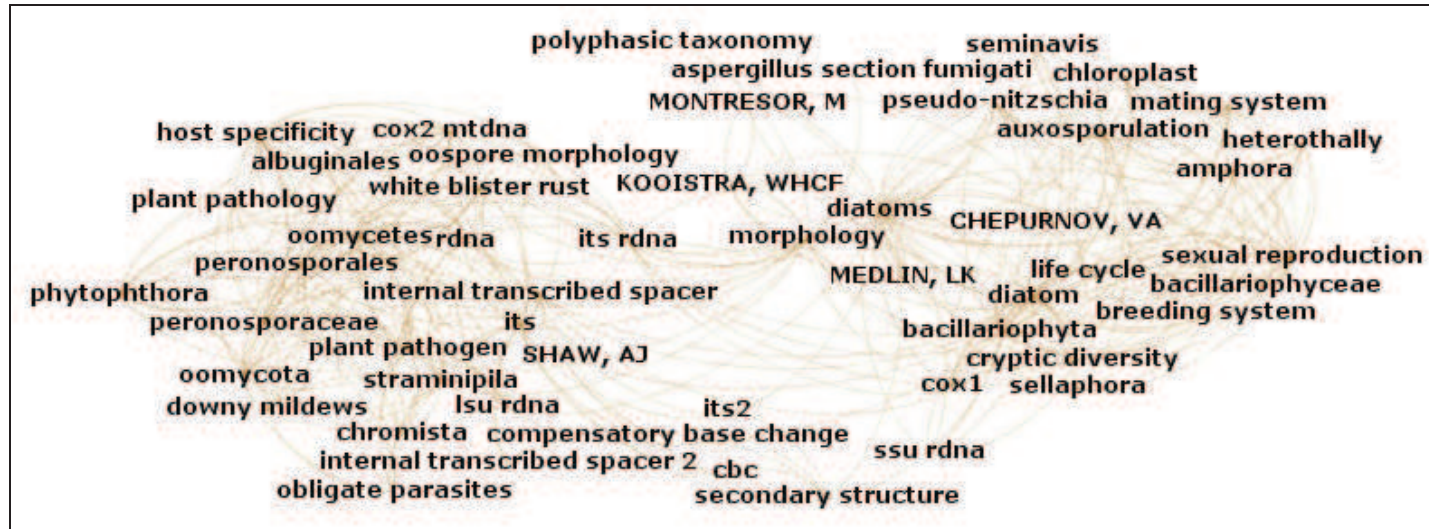 polyphasic taxonomy seminavis
aspergillus section fumigati chloroplast
MONTRESOR, M pseudo-nitzschia mating system
host specificity cox2 mtdna auxosporulation heterothally
albuginales oospore morphology amphora
plant pathology white blister rust KOOISTRA, WHCF
diatoms CHEPURNOV, VA
oomycetes rdna its rdna morphology
peronosporales MEDLIN, LK life cycle sexual reproduction
phytophthora internal transcribed spacer diatom bacillariophyceae
peronosporaceae its bacillariophyta breeding system
plant pathogen SHAW, AJ cryptic diversity
oomycota straminipila cox1 sellaphora
downy mildews lsu rdna its2
chromista compensatory base change ssu rdna
internal transcribed spacer 2 cbc
obligate parasites secondary structure